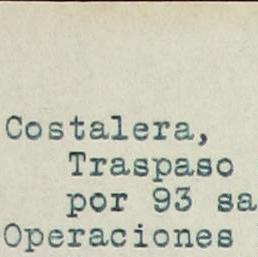 Costalera,
Traspaso
por 93 sa
Operaciones